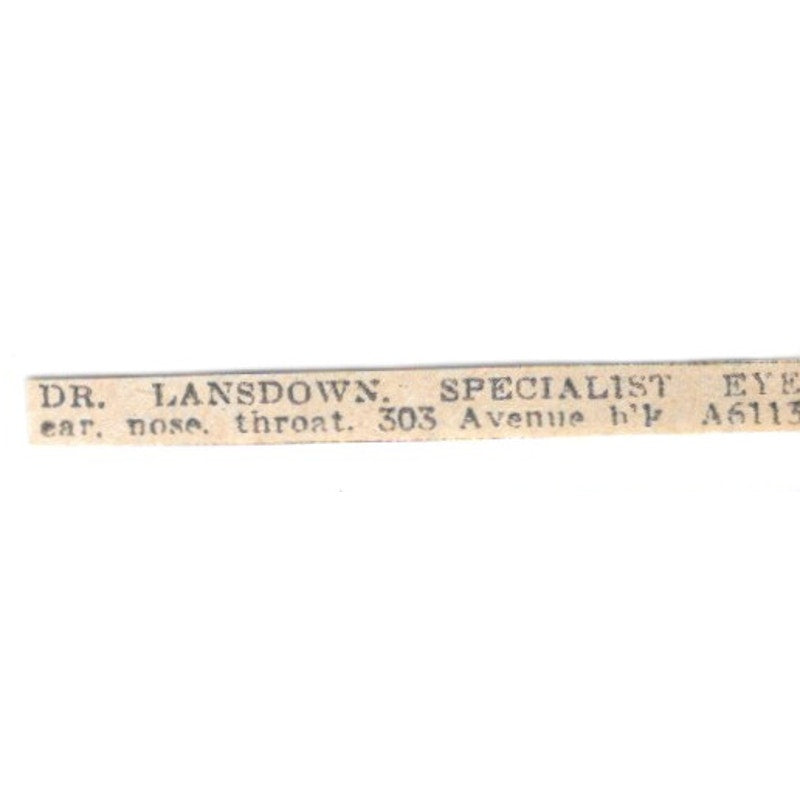 DR. LANSDOWN. SPECIALIST EYE
ear, nose, throat. 303 Avenue b'k A6113